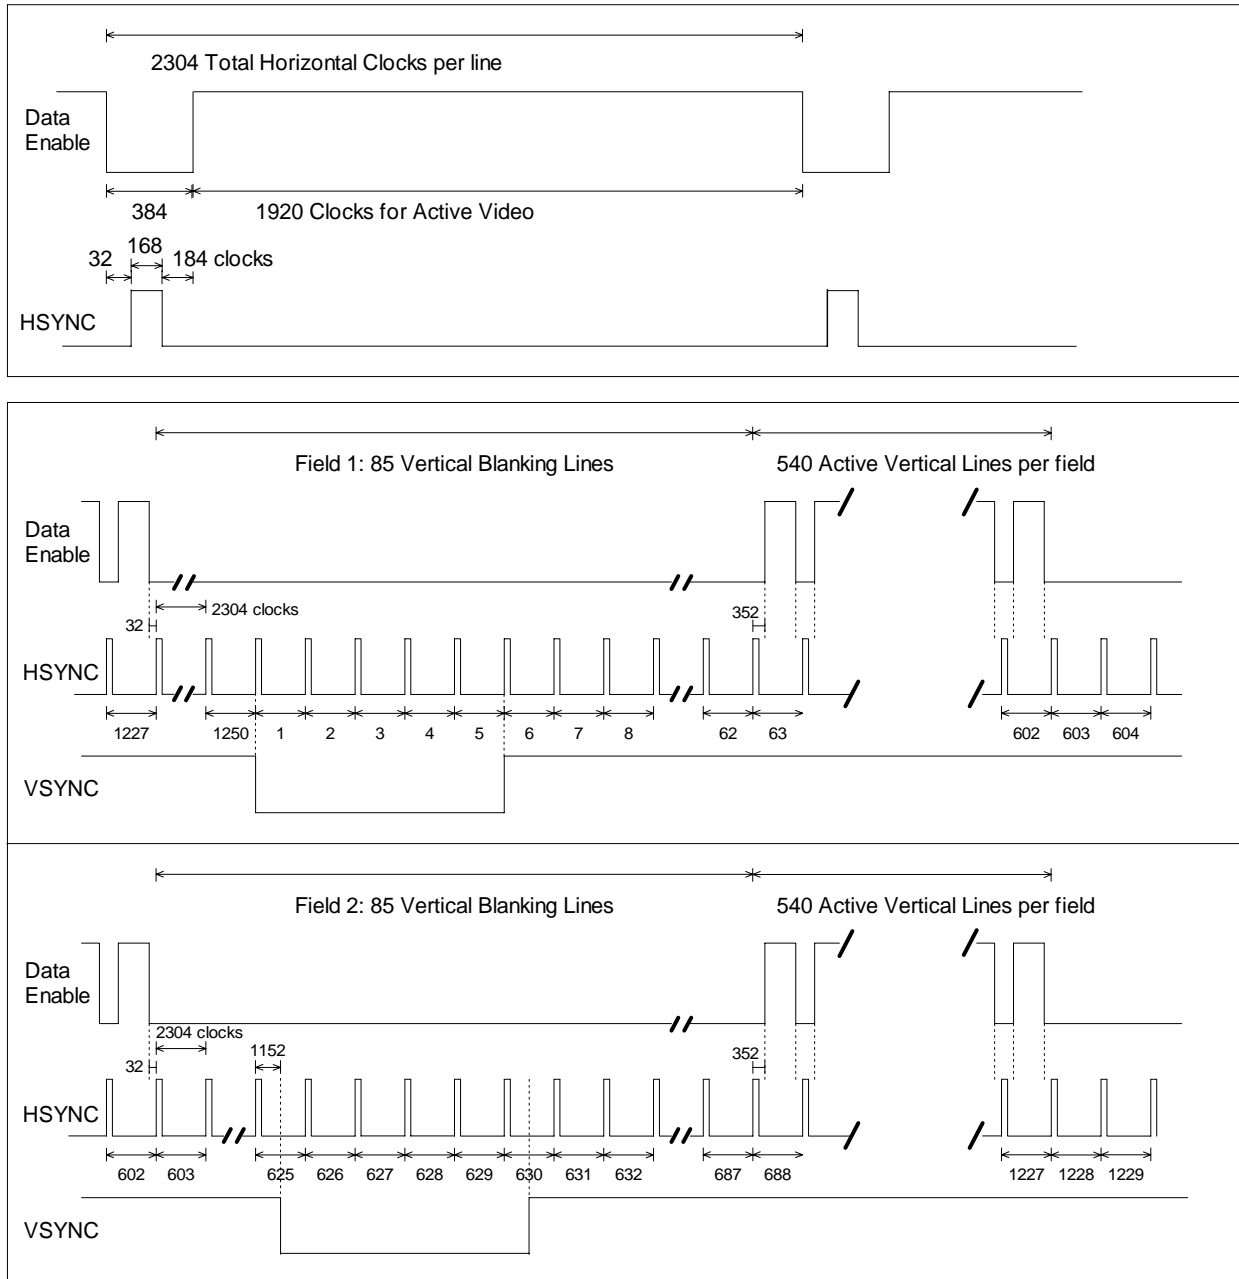 2304 Total Horizontal Clocks per line
Data
Enable
384
1920 Clocks for Active Video
168
32
184 clocks
HSYNC
Field 1: 85 Vertical Blanking Lines
540 Active Vertical Lines per field
Data
Enable
2304 clocks
32
352
HSYNC
1227 1250 1 2 3 4 5 6 7 8 62 63 602 603 604
VSYNC
Field 2: 85 Vertical Blanking Lines
540 Active Vertical Lines per field
Data
Enable
2304 clocks
1152
32
352
HSYNC
602 603 625 626 627 628 629 630 631 632 687 688 1227 1228 1229
VSYNC